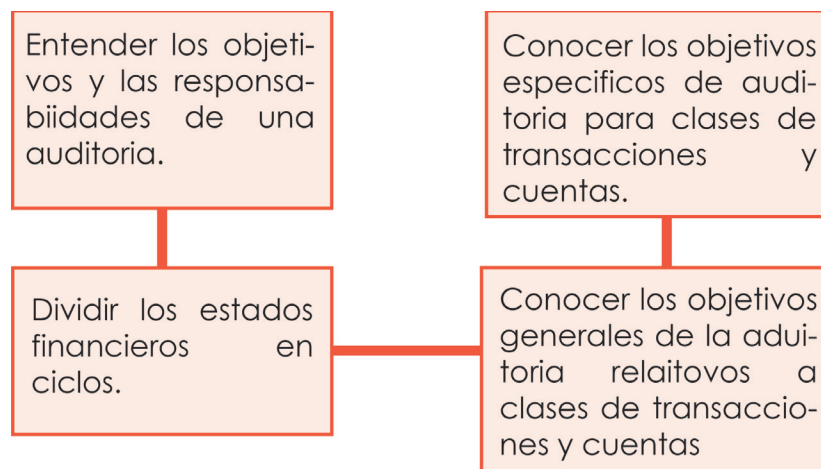 Entender los objeti-
vos y las responsa-
biidades de una
auditoria.
Dividir los estados
financieros en
ciclos.
Conocer los objetivos
generales de la adui-
toria relaitovos a
clases de transaccio-
nes y cuentas
Conocer los objetivos
especificos de audi-
toria para clases de
transacciones y
cuentas.